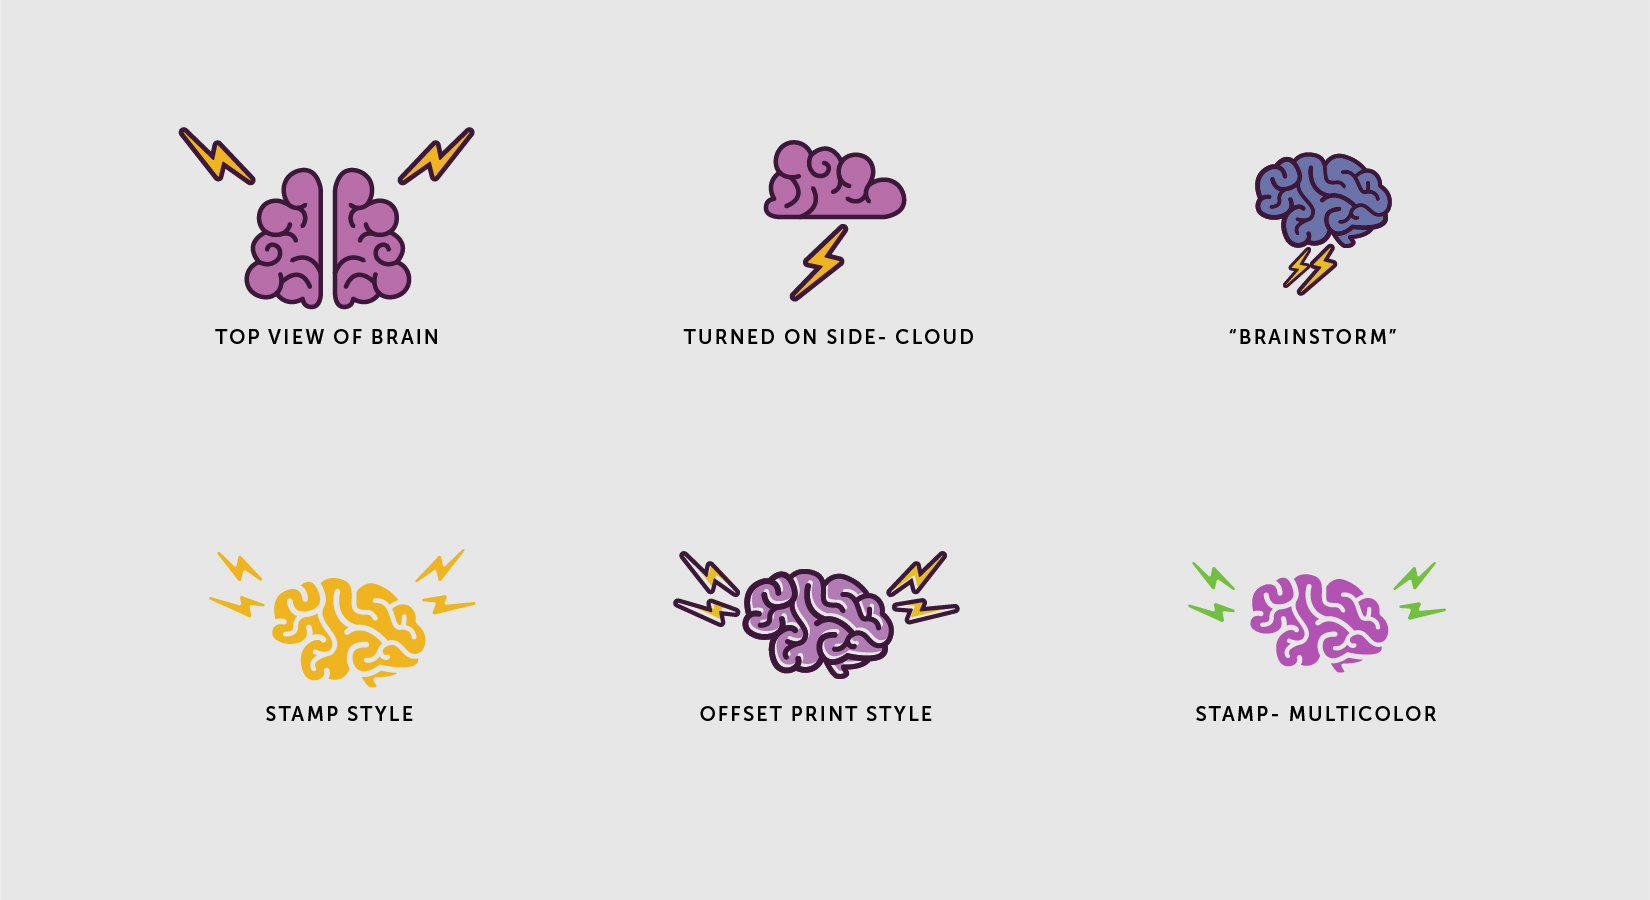 TOP VIEW OF BRAIN
TURNED ON SIDE- CLOUD
“BRAINSTORM”
STAMP STYLE
OFFSET PRINT STYLE
STAMP- MULTICOLOR